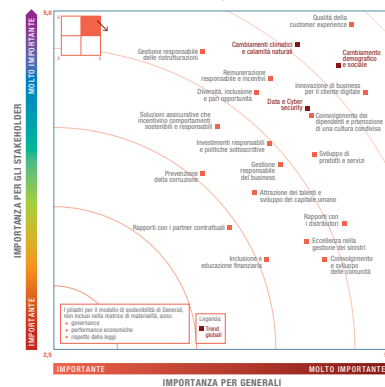 5,0
Qualità della
customer experience
Cambiamenti climatici
e calamità naturali
Gestione responsabile
delle ristrutturazioni
Cambiamento
demografico
e sociale
Remunerazione
responsabile e incentivi
Innovazione di business
per il cliente digitale
Diversità, inclusione
e pari opportunità
Data e Cyber
security
Soluzioni assicurative che
incentivino comportamenti
sostenibili e responsabili
Coinvolgimento dei
dipendenti e promozione
di una cultura condivisa
Investimenti responsabili
e politiche sottoscrittive
Sviluppo di
prodotti e servizi
Gestione
responsabile
del business
Prevenzione
della corruzione
Attrazione dei talenti e
sviluppo del capitale umano
Rapporti con
i distributori
Rapporti con i partner contrattuali
Eccellenza nella
gestione dei sinistri
Inclusione e
educazione finanziaria
Coinvolgimento
e sviluppo
delle comunità
I pilastri per il modello di sostenibilità di Generali,
non inclusi nella matrice di materialità, sono:
governance
performance economiche
rispetto della leggi
Legenda:
Trend
globali
MOLTO IMPORTANTE
IMPORTANTE
IMPORTANZA PER GLI STAKEHOLDER
2,5
IMPORTANTE
MOLTO IMPORTANTE
IMPORTANZA PER GENERALI